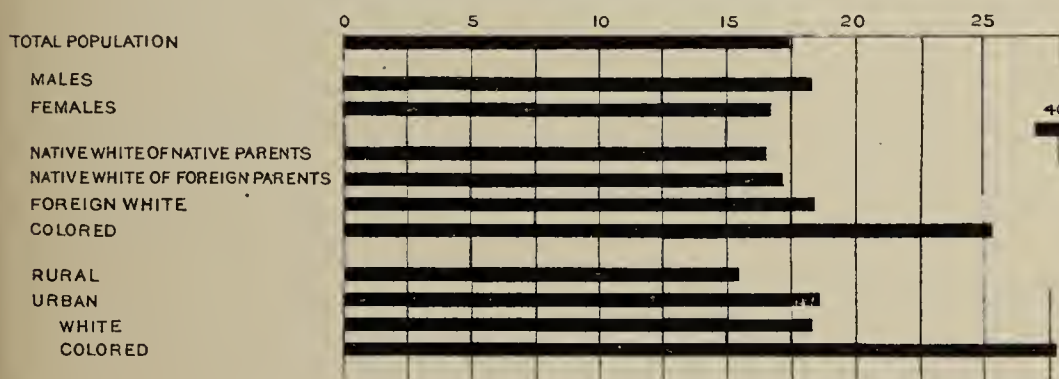 0 5 10 15 20 25
TOTAL POPULATION
MALES
FEMALES
NATIVE WHITE OF NATIVE PARENTS
NATIVE WHITE OF FOREIGN PARENTS
FOREIGN WHITE
COLORED
RURAL
URBAN
WHITE
COLORED